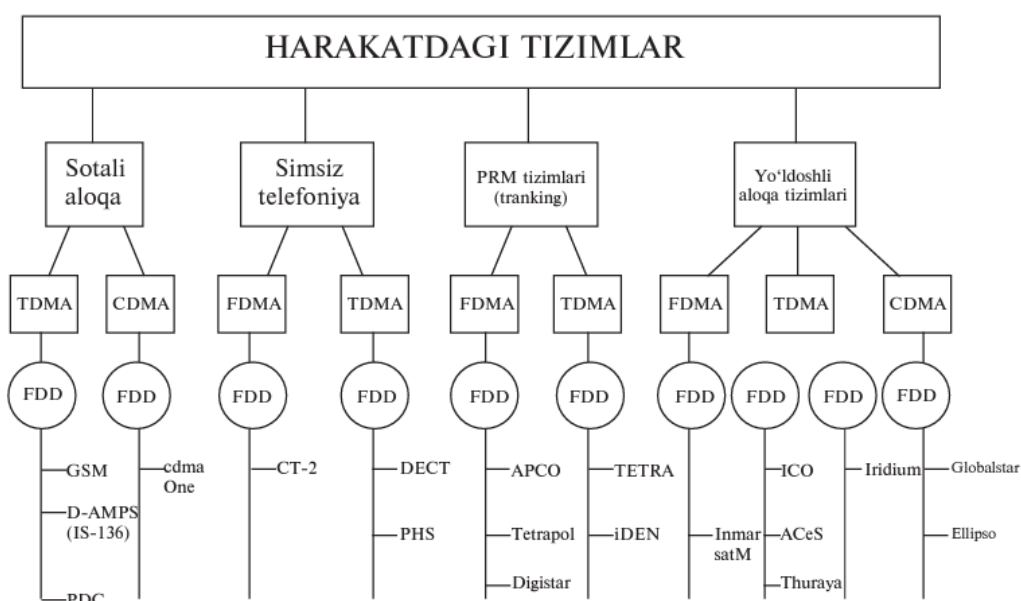 HARAKATDAGI TIZIMLAR
Sotali
aloqa
Simsiz
telefoniya
PRM tizimlari
(tranking)
Yo‘ldoshli
aloqa tizimlari
TDMA
CDMA
FDMA
TDMA
FDMA
TDMA
FDMA
TDMA
CDMA
FDD
FDD
FDD
FDD
FDD
FDD
FDD
FDD
FDD
FDD
GSM
D-AMPS
(IS-136)
PDC
cdma
One
CT-2
DECT
PHS
APCO
Tetrapol
Digistar
TETRA
iDEN
Inmar
satM
ICO
ACeS
Thuraya
Iridium
Globalstar
Ellipso